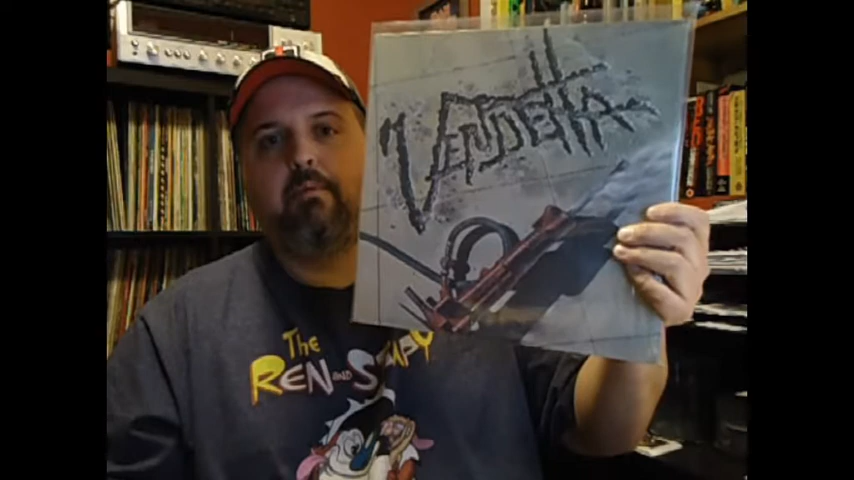 VENDETTA
The
REN AND STIMPY